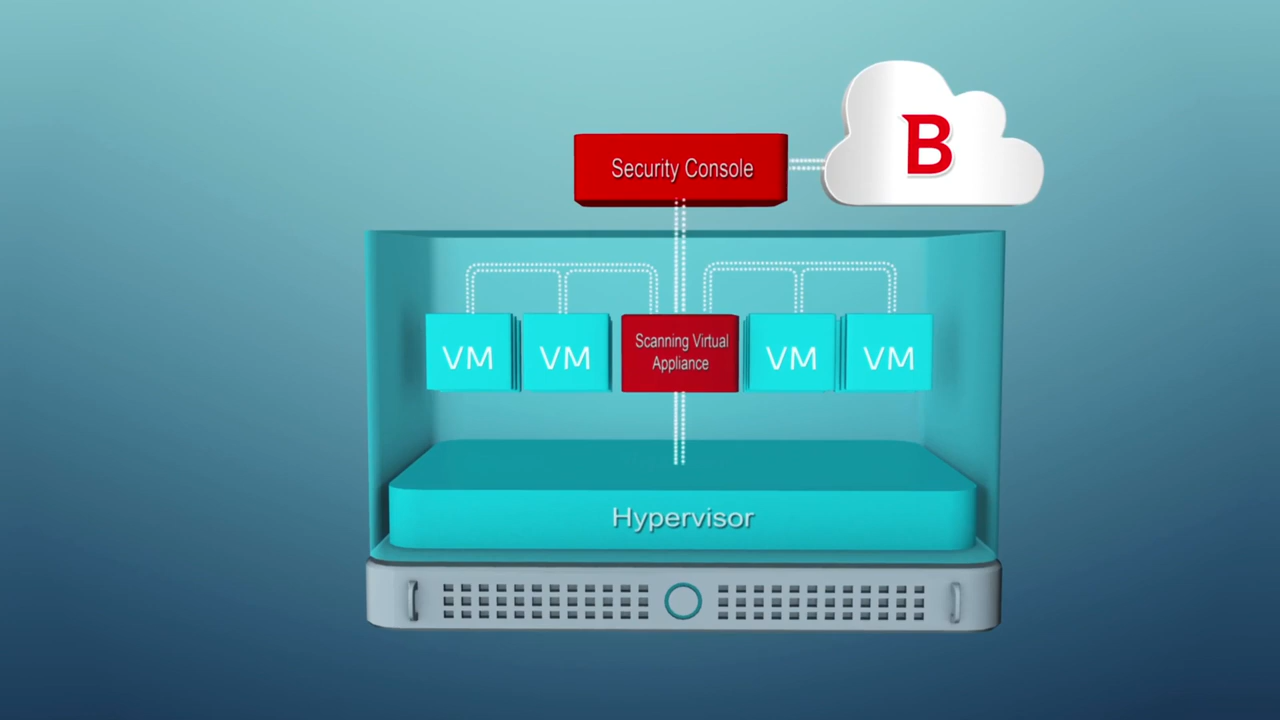 B
Security Console
VM
VM
Scanning Virtual
Appliance
VM
VM
Hypervisor